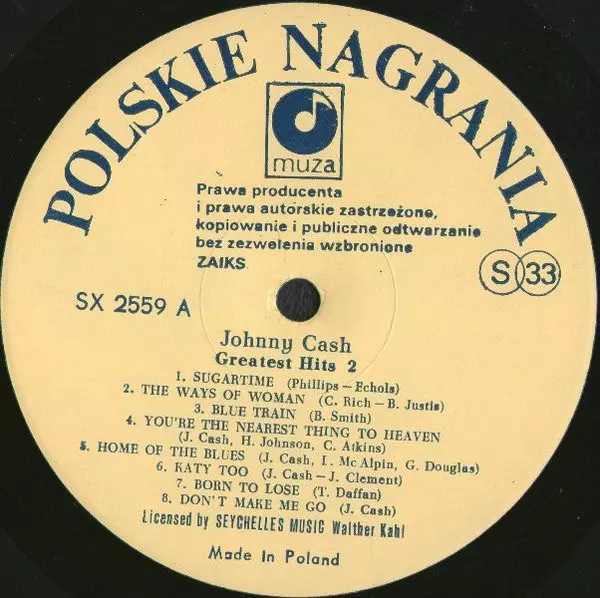 POLSKIE NAGRANIA
muza
Prawa producenta
i prawa autorskie zastrzeżone,
kopiowanie i publiczne odtwarzanie
bez zezwolenia wzbronione
ZAIKS
S 33
SX 2559 A
Johnny Cash
Greatest Hits 2
1. SUGARTIME (Phillips – Echols)
2. THE WAYS OF WOMAN (C. Rich – B. Justis)
3. BLUE TRAIN (B. Smith)
4. YOU'RE THE NEAREST THING TO HEAVEN
(J. Cash, H. Johnson, C. Atkins)
5. HOME OF THE BLUES (J. Cash, L. Mc Alpin, G. Douglas)
6. KATY TOO (J. Cash – J. Clement)
7. BORN TO LOSE (T. Daffan)
8. DON'T MAKE ME GO (J. Cash)
Licensed by SEYCHELLES MUSIC Walther Kahl
Made In Poland